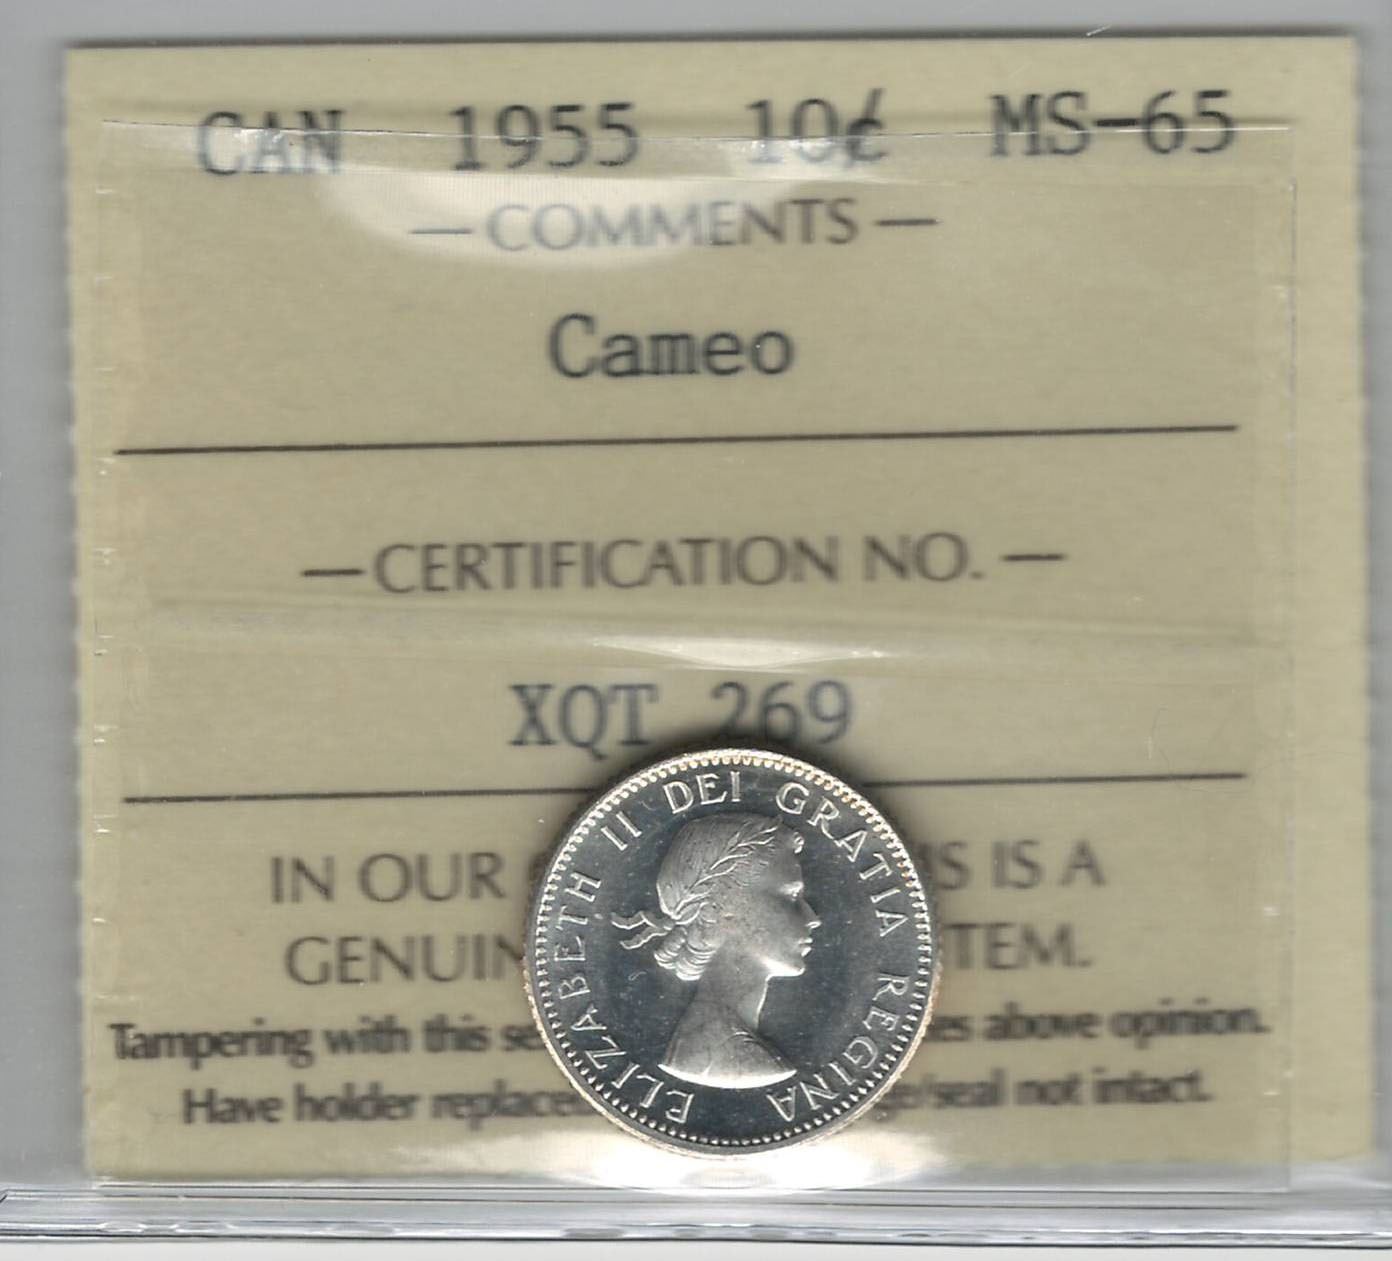 CAN 1955 10¢ MS-65
— COMMENTS —
Cameo
— CERTIFICATION NO. —
XQT 269
ELIZABETH II DEI GRATIA REGINA
IN OUR IS A
GENUIN TEM.
Tampering with this se es above opinion.
Have holder replace e/seal not intact.